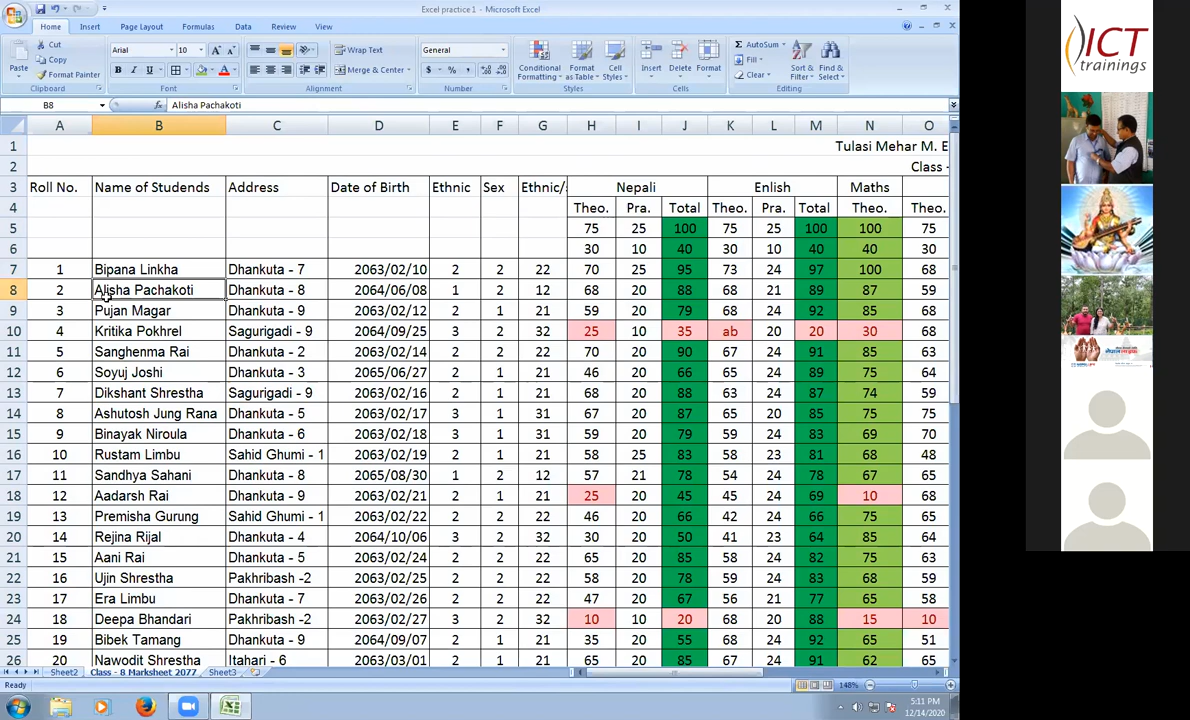 Excel practice 1 - Microsoft Excel
Home Insert Page Layout Formulas Data Review View
Cut
Copy
Format Painter
Paste
Clipboard
Arial 10
B I U
Font
Wrap Text
Merge & Center
Alignment
General
$ % ,
Number
Conditional Formatting Format as Table Cell Styles
Styles
Insert Delete Format
Cells
AutoSum
Fill
Clear
Sort & Filter Find & Select
Editing
B8 fx Alisha Pachakoti
A B C D E F G H I J K L M N O
1 Tulasi Mehar M. E
2 Class -
3 Roll No. Name of Studends Address Date of Birth Ethnic Sex Ethnic/ Nepali Enlish Maths
4 Theo. Pra. Total Theo. Pra. Total Theo. Theo.
5 75 25 100 75 25 100 100 75
6 30 10 40 30 10 40 40 30
7 1 Bipana Linkha Dhankuta - 7 2063/02/10 2 2 22 70 25 95 73 24 97 100 68
8 2 Alisha Pachakoti Dhankuta - 8 2064/06/08 1 2 12 68 20 88 68 21 89 87 59
9 3 Pujan Magar Dhankuta - 9 2063/02/12 2 1 21 59 20 79 68 24 92 85 68
10 4 Kritika Pokhrel Sagurigadi - 9 2064/09/25 3 2 32 25 10 35 ab 20 20 30 68
11 5 Sanghenma Rai Dhankuta - 2 2063/02/14 2 2 22 70 20 90 67 24 91 85 63
12 6 Soyuj Joshi Dhankuta - 3 2065/06/27 2 1 21 46 20 66 65 24 89 75 59
13 7 Dikshant Shrestha Sagurigadi - 9 2063/02/16 2 1 21 68 20 88 63 24 87 74 59
14 8 Ashutosh Jung Rana Dhankuta - 5 2063/02/17 3 1 31 67 20 87 65 20 85 75 75
15 9 Binayak Niroula Dhankuta - 6 2063/02/18 3 1 31 59 20 79 59 24 83 69 70
16 10 Rustam Limbu Sahid Ghumi - 1 2063/02/19 2 1 21 58 25 83 58 23 81 68 48
17 11 Sandhya Sahani Dhankuta - 8 2065/08/30 1 2 12 57 21 78 54 24 78 67 65
18 12 Aadarsh Rai Dhankuta - 9 2063/02/21 2 1 21 25 20 45 45 24 69 10 68
19 13 Premisha Gurung Sahid Ghumi - 1 2063/02/22 2 2 22 46 20 66 42 24 66 75 65
20 14 Rejina Rijal Dhankuta - 4 2064/10/06 3 2 32 30 20 50 41 23 64 85 64
21 15 Aani Rai Dhankuta - 5 2063/02/24 2 2 22 65 20 85 58 24 82 75 63
22 16 Ujin Shrestha Pakhribash -2 2063/02/25 2 2 22 58 20 78 59 24 83 68 59
23 17 Era Limbu Dhankuta - 7 2063/02/26 2 2 22 47 20 67 56 21 77 65 58
24 18 Deepa Bhandari Pakhribash -2 2063/02/27 3 2 32 10 10 20 68 20 88 15 10
25 19 Bibek Tamang Dhankuta - 9 2064/09/07 2 1 21 35 20 55 68 24 92 65 51
26 20 Nawodit Shrestha Itahari - 6 2063/03/01 2 1 21 65 20 85 67 24 91 62 54
Sheet2 Class - 8 Marksheet 2077 Sheet3
Ready 148%
5:11 PM
12/14/2020
ICT
trainings